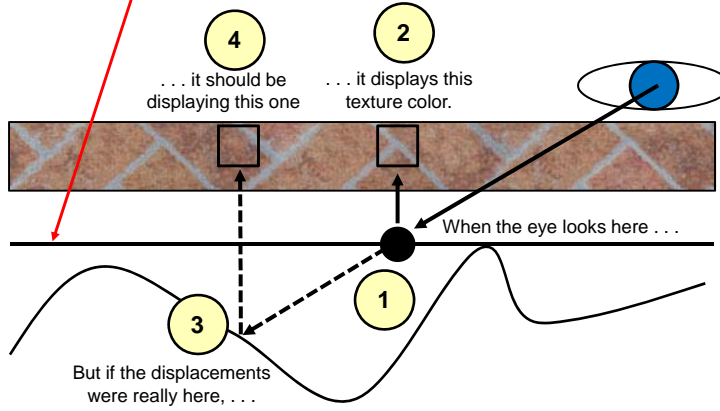 4
2
. . . it should be
displaying this one
. . . it displays this
texture color.
When the eye looks here . . .
1
3
But if the displacements
were really here, . . .